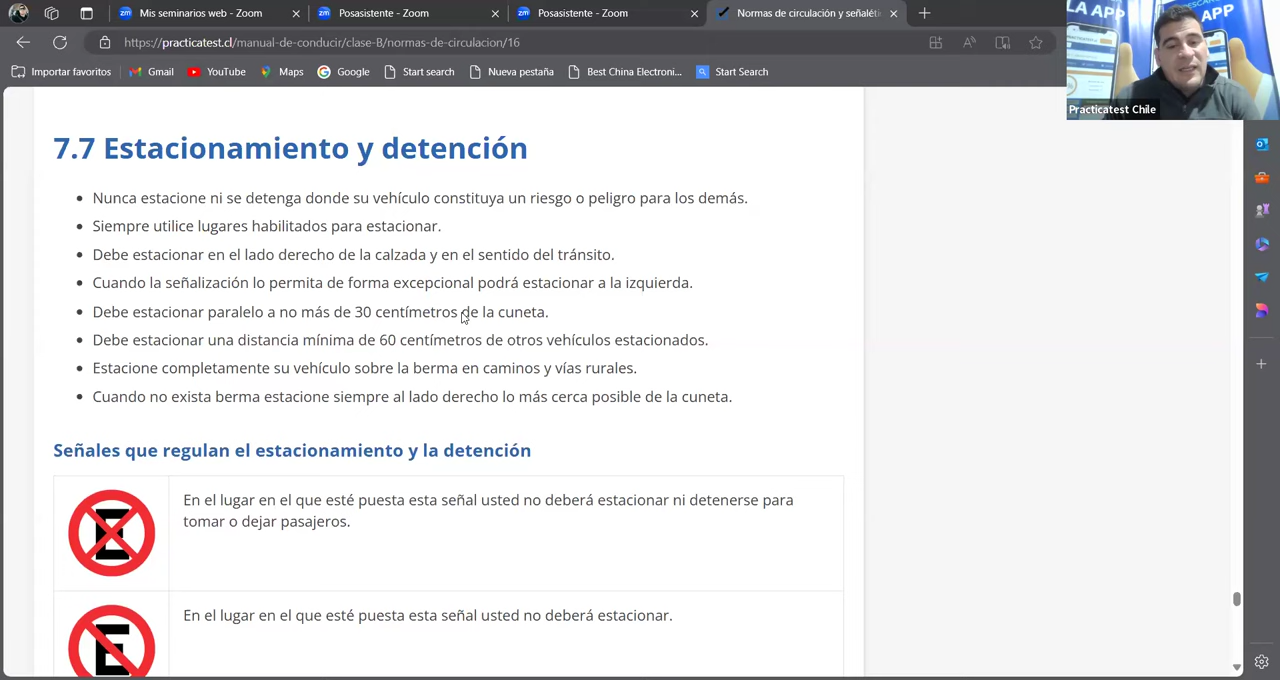 Mis seminarios web - Zoom
Posasistente - Zoom
Posasistente - Zoom
Normas de circulación y señaléti
https://practicatest.cl/manual-de-conducir/clase-B/normas-de-circulacion/16
Importar favoritos
Gmail
YouTube
Maps
Google
Start search
Nueva pestaña
Best China Electroni...
Start Search
LA APP
APP
Practicatest Chile
7.7 Estacionamiento y detención
Nunca estacione ni se detenga donde su vehículo constituya un riesgo o peligro para los demás.
Siempre utilice lugares habilitados para estacionar.
Debe estacionar en el lado derecho de la calzada y en el sentido del tránsito.
Cuando la señalización lo permita de forma excepcional podrá estacionar a la izquierda.
Debe estacionar paralelo a no más de 30 centímetros de la cuneta.
Debe estacionar una distancia mínima de 60 centímetros de otros vehículos estacionados.
Estacione completamente su vehículo sobre la berma en caminos y vías rurales.
Cuando no exista berma estacione siempre al lado derecho lo más cerca posible de la cuneta.
Señales que regulan el estacionamiento y la detención
E
En el lugar en el que esté puesta esta señal usted no deberá estacionar ni detenerse para
tomar o dejar pasajeros.
E
En el lugar en el que esté puesta esta señal usted no deberá estacionar.